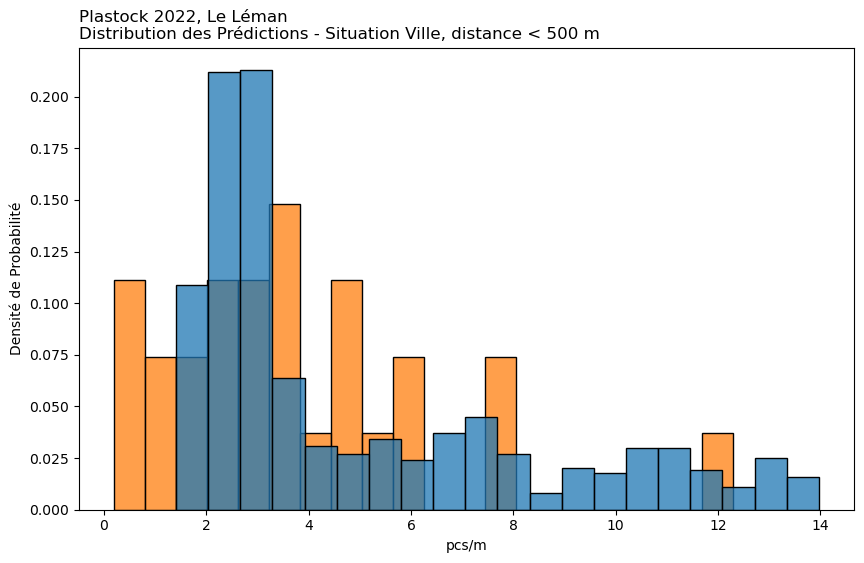 Plastock 2022, Le Léman
Distribution des Prédictions - Situation Ville, distance < 500 m
Densité de Probabilité
0.200
0.175
0.150
0.125
0.100
0.075
0.050
0.025
0.000
0 2 4 6 8 10 12 14
pcs/m